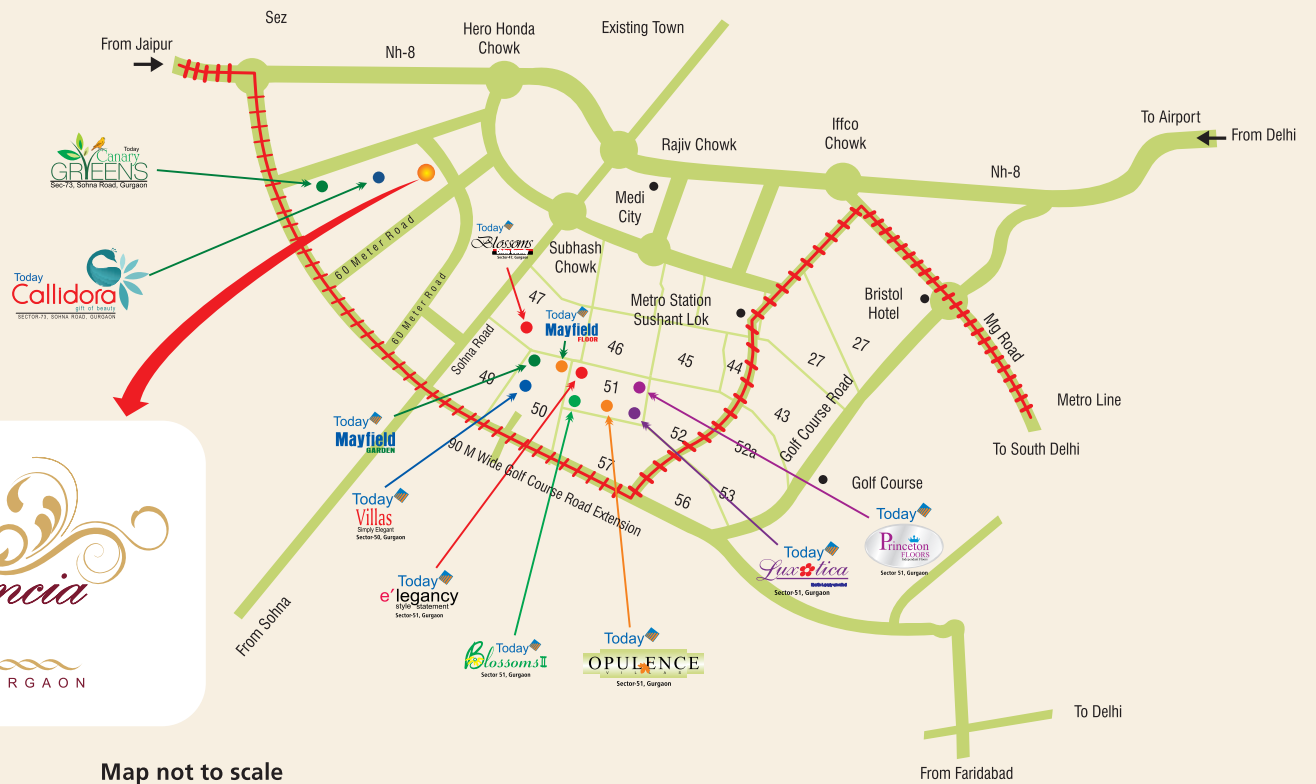 Sez
From Jaipur
Nh-8
Hero Honda
Chowk
Existing Town
Rajiv Chowk
Iffco
Chowk
To Airport
From Delhi
Nh-8
Today
Canary
GREENS
Sec-73, Sohna Road, Gurgaon
Today
Callidora
gift of beauty
SECTOR-73, SOHNA ROAD, GURGAON
60 Meter Road
60 Meter Road
Medi
City
Subhash
Chowk
Today
Blossoms
Sector-47, Gurgaon
47
Today
Mayfield
FLOOR
Metro Station
Sushant Lok
Bristol
Hotel
Mg Road
Sohna Road
46
45
44
27
27
49
51
50
43
Golf Course Road
Metro Line
To South Delhi
52
52a
57
56
53
90 M Wide Golf Course Road Extension
Golf Course
Today
Mayfield
GARDEN
Today
Villas
Simply Elegant
Sector-50, Gurgaon
Today
e'legancy
style statement
Sector-51, Gurgaon
Today
Blossoms II
Sector 51, Gurgaon
Today
OPULENCE
VILLAS
Sector-51, Gurgaon
Today
Luxotica
Sector-51, Gurgaon
Today
Princeton
FLOORS
Sector 51, Gurgaon
From Sohna
ncia
RGAON
To Delhi
From Faridabad
Map not to scale